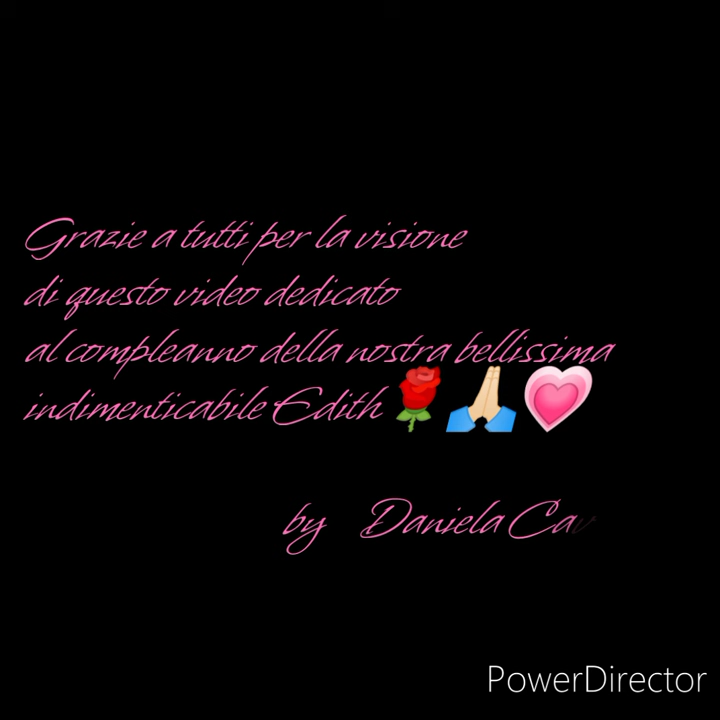 Grazie a tutti per la visione
di questo video dedicato
al compleanno della nostra bellissima
indimenticabile Edith 🌹🙏🏼💗
by Daniela
PowerDirector